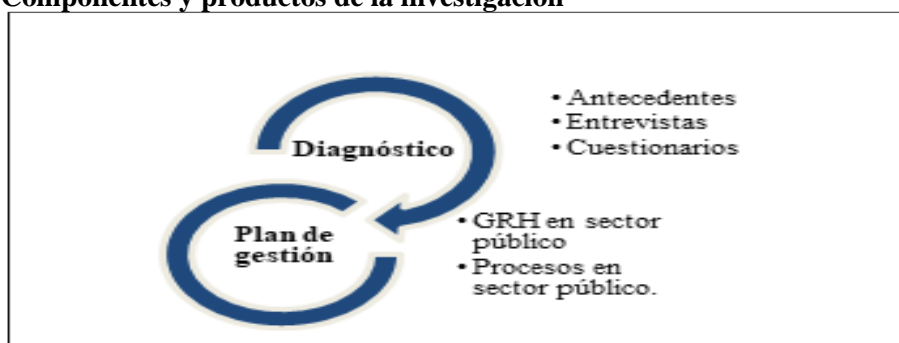 Componentes y productos de la investigación
Diagnóstico
• Antecedentes
• Entrevistas
• Cuestionarios
Plan de
gestión
• GRH en sector
público
• Procesos en
sector público.